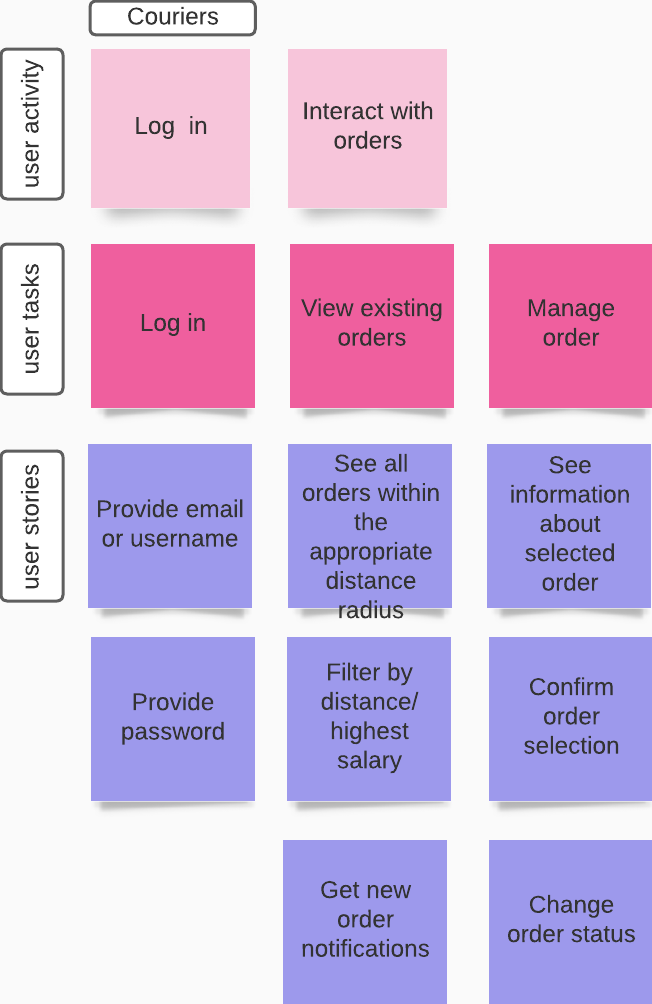 Couriers
user activity
Log in
Interact with
orders
user tasks
Log in
View existing
orders
Manage
order
user stories
Provide email
or username
See all
orders within
the
appropriate
distance
radius
See
information
about
selected
order
Provide
password
Filter by
distance/
highest
salary
Confirm
order
selection
Get new
order
notifications
Change
order status